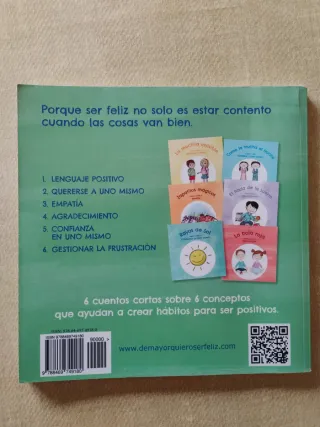 Porque ser feliz no solo es estar contento
cuando las cosas van bien.
1. LENGUAJE POSITIVO
2. QUERERSE A UNO MISMO
3. EMPATÍA
4. AGRADECIMIENTO
5. CONFIANZA
EN UNO MISMO
6. GESTIONAR LA FRUSTRACIÓN
6 cuentos cortos sobre 6 conceptos
que ayudan a crear hábitos para ser positivos.
90000
www.demayorquieroserfeliz.com